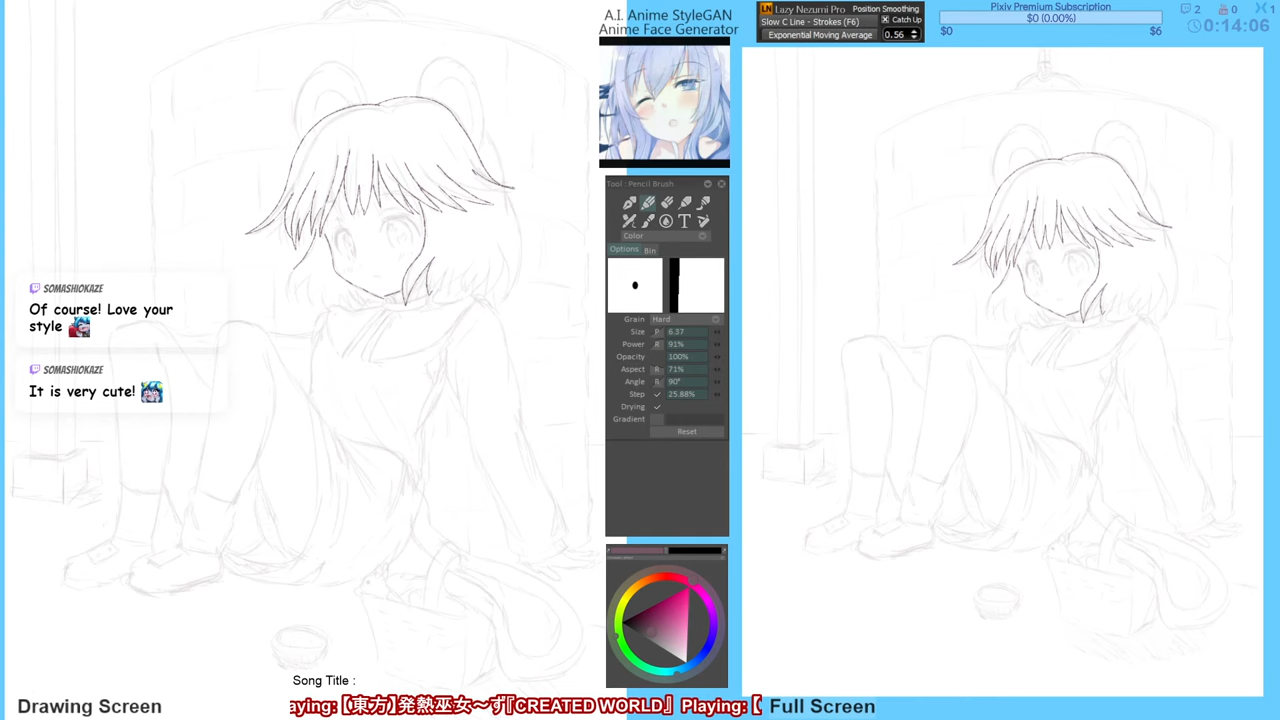 SOMASHIOKAZE
Of course! Love your
style
SOMASHIOKAZE
It is very cute!
Song Title :
aying: 【東方】発熱巫女～ず『CREATED WORLD』 Playing: 【
Drawing Screen
A.I. Anime StyleGAN
Anime Face Generator
Tool : Pencil Brush
Color
Options Bin
Grain Hard
Size P 6.37
Power R 91%
Opacity 100%
Aspect R 71%
Angle R 90°
Step 25.88%
Drying
Gradient
Reset
LN Lazy Nezumi Pro Position Smoothing
Slow C Line - Strokes (F6) Catch Up
Exponential Moving Average 0.56
Pixiv Premium Subscription
$0 (0.00%)
$0 $6
2 0 1
0:14:06
Full Screen